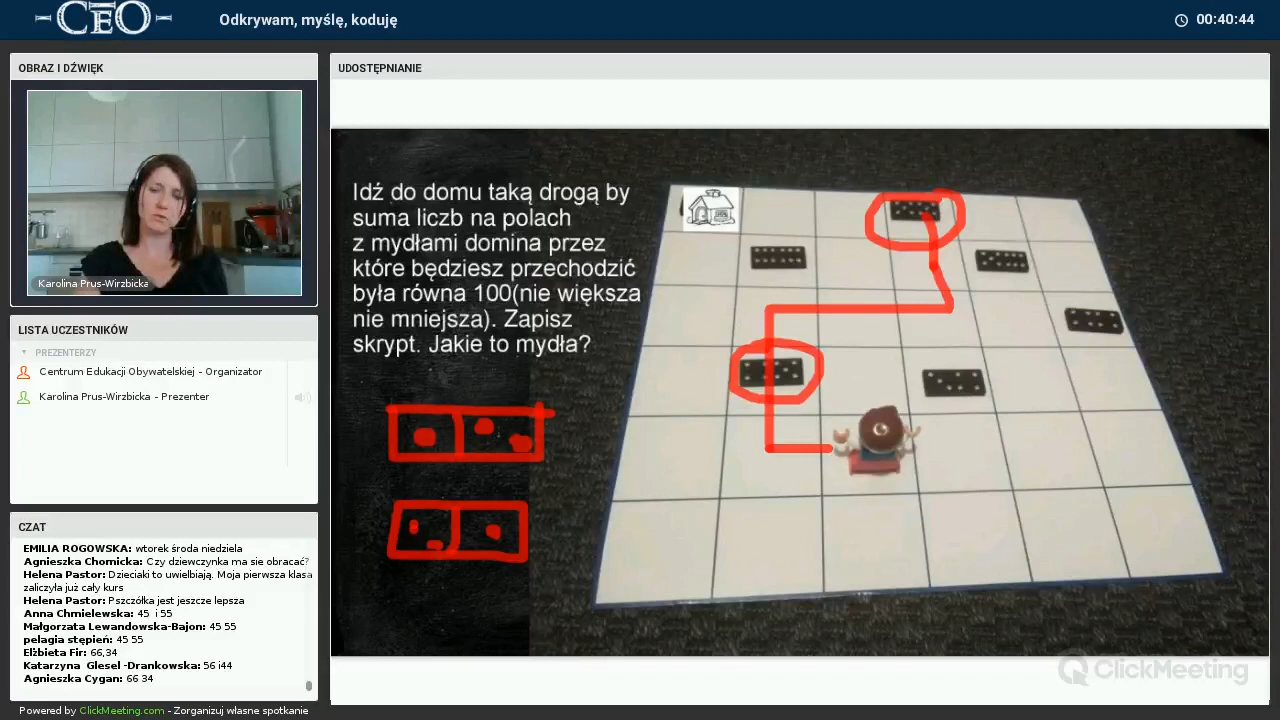 CEO
Odkrywam, myślę, koduję
00:40:44
OBRAZ I DŹWIĘK
Karolina Prus-Wirzbicka
LISTA UCZESTNIKÓW
PREZENTERZY
Centrum Edukacji Obywatelskiej - Organizator
Karolina Prus-Wirzbicka - Prezenter
CZAT
EMILIA ROGOWSKA: wtorek środa niedziela
Agnieszka Chornicka: Czy dziewczynka ma sie obracać?
Helena Pastor: Dzieciaki to uwielbiają. Moja pierwsza klasa
zaliczyła już cały kurs
Helena Pastor: Pszczółka jest jeszcze lepsza
Anna Chmielewska: 45 i 55
Małgorzata Lewandowska-Bajon: 45 55
pelagia stępień: 45 55
Elżbieta Fir: 66,34
Katarzyna Glesel -Drankowska: 56 i44
Agnieszka Cygan: 66 34
Powered by ClickMeeting.com - Zorganizuj własne spotkanie
UDOSTĘPNIANIE
Idź do domu taką drogą by
suma liczb na polach
z mydłami domina przez
które będziesz przechodzić
była równa 100(nie większa
nie mniejsza). Zapisz
skrypt. Jakie to mydła?
ClickMeeting